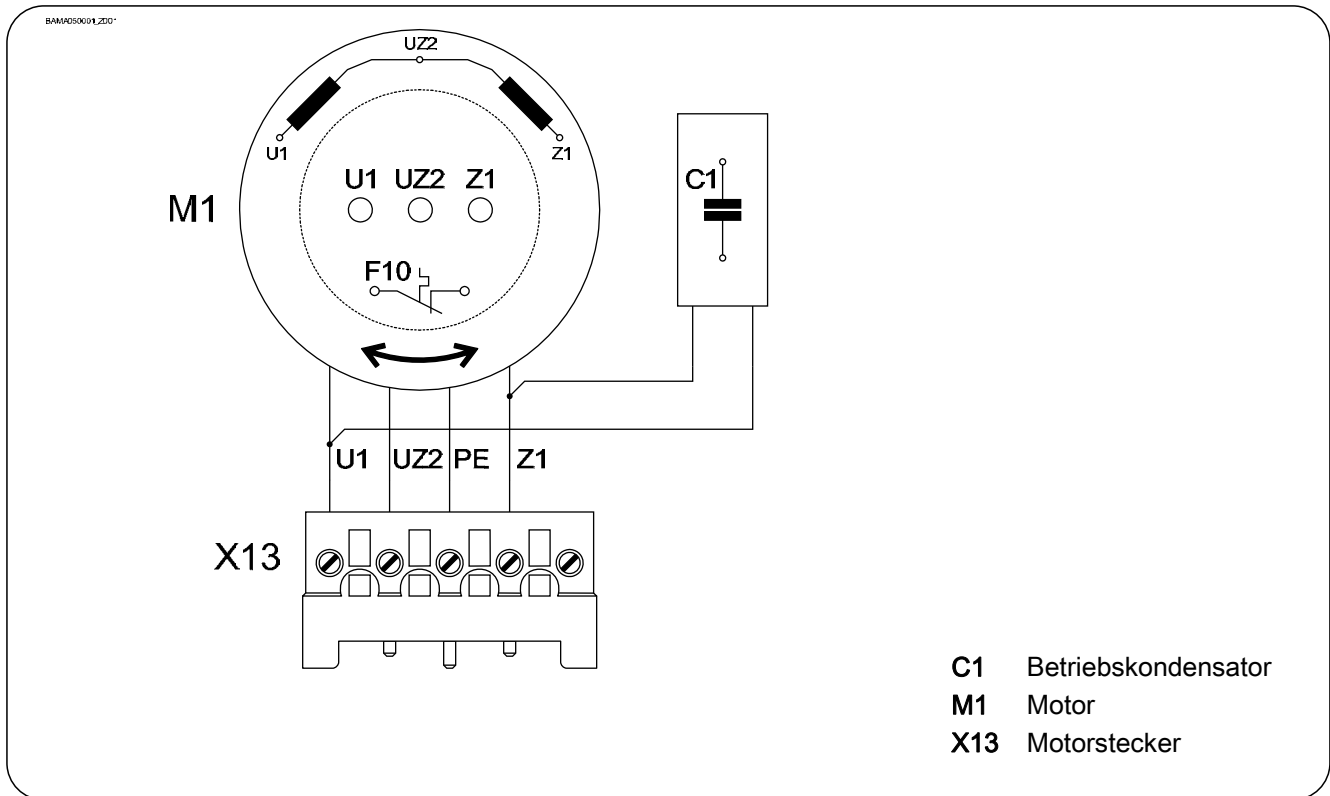 UZ2
U1 Z1
U1 UZ2 Z1
C1
M1
F10
U1 UZ2 PE Z1
X13
C1 Betriebskondensator
M1 Motor
X13 Motorstecker